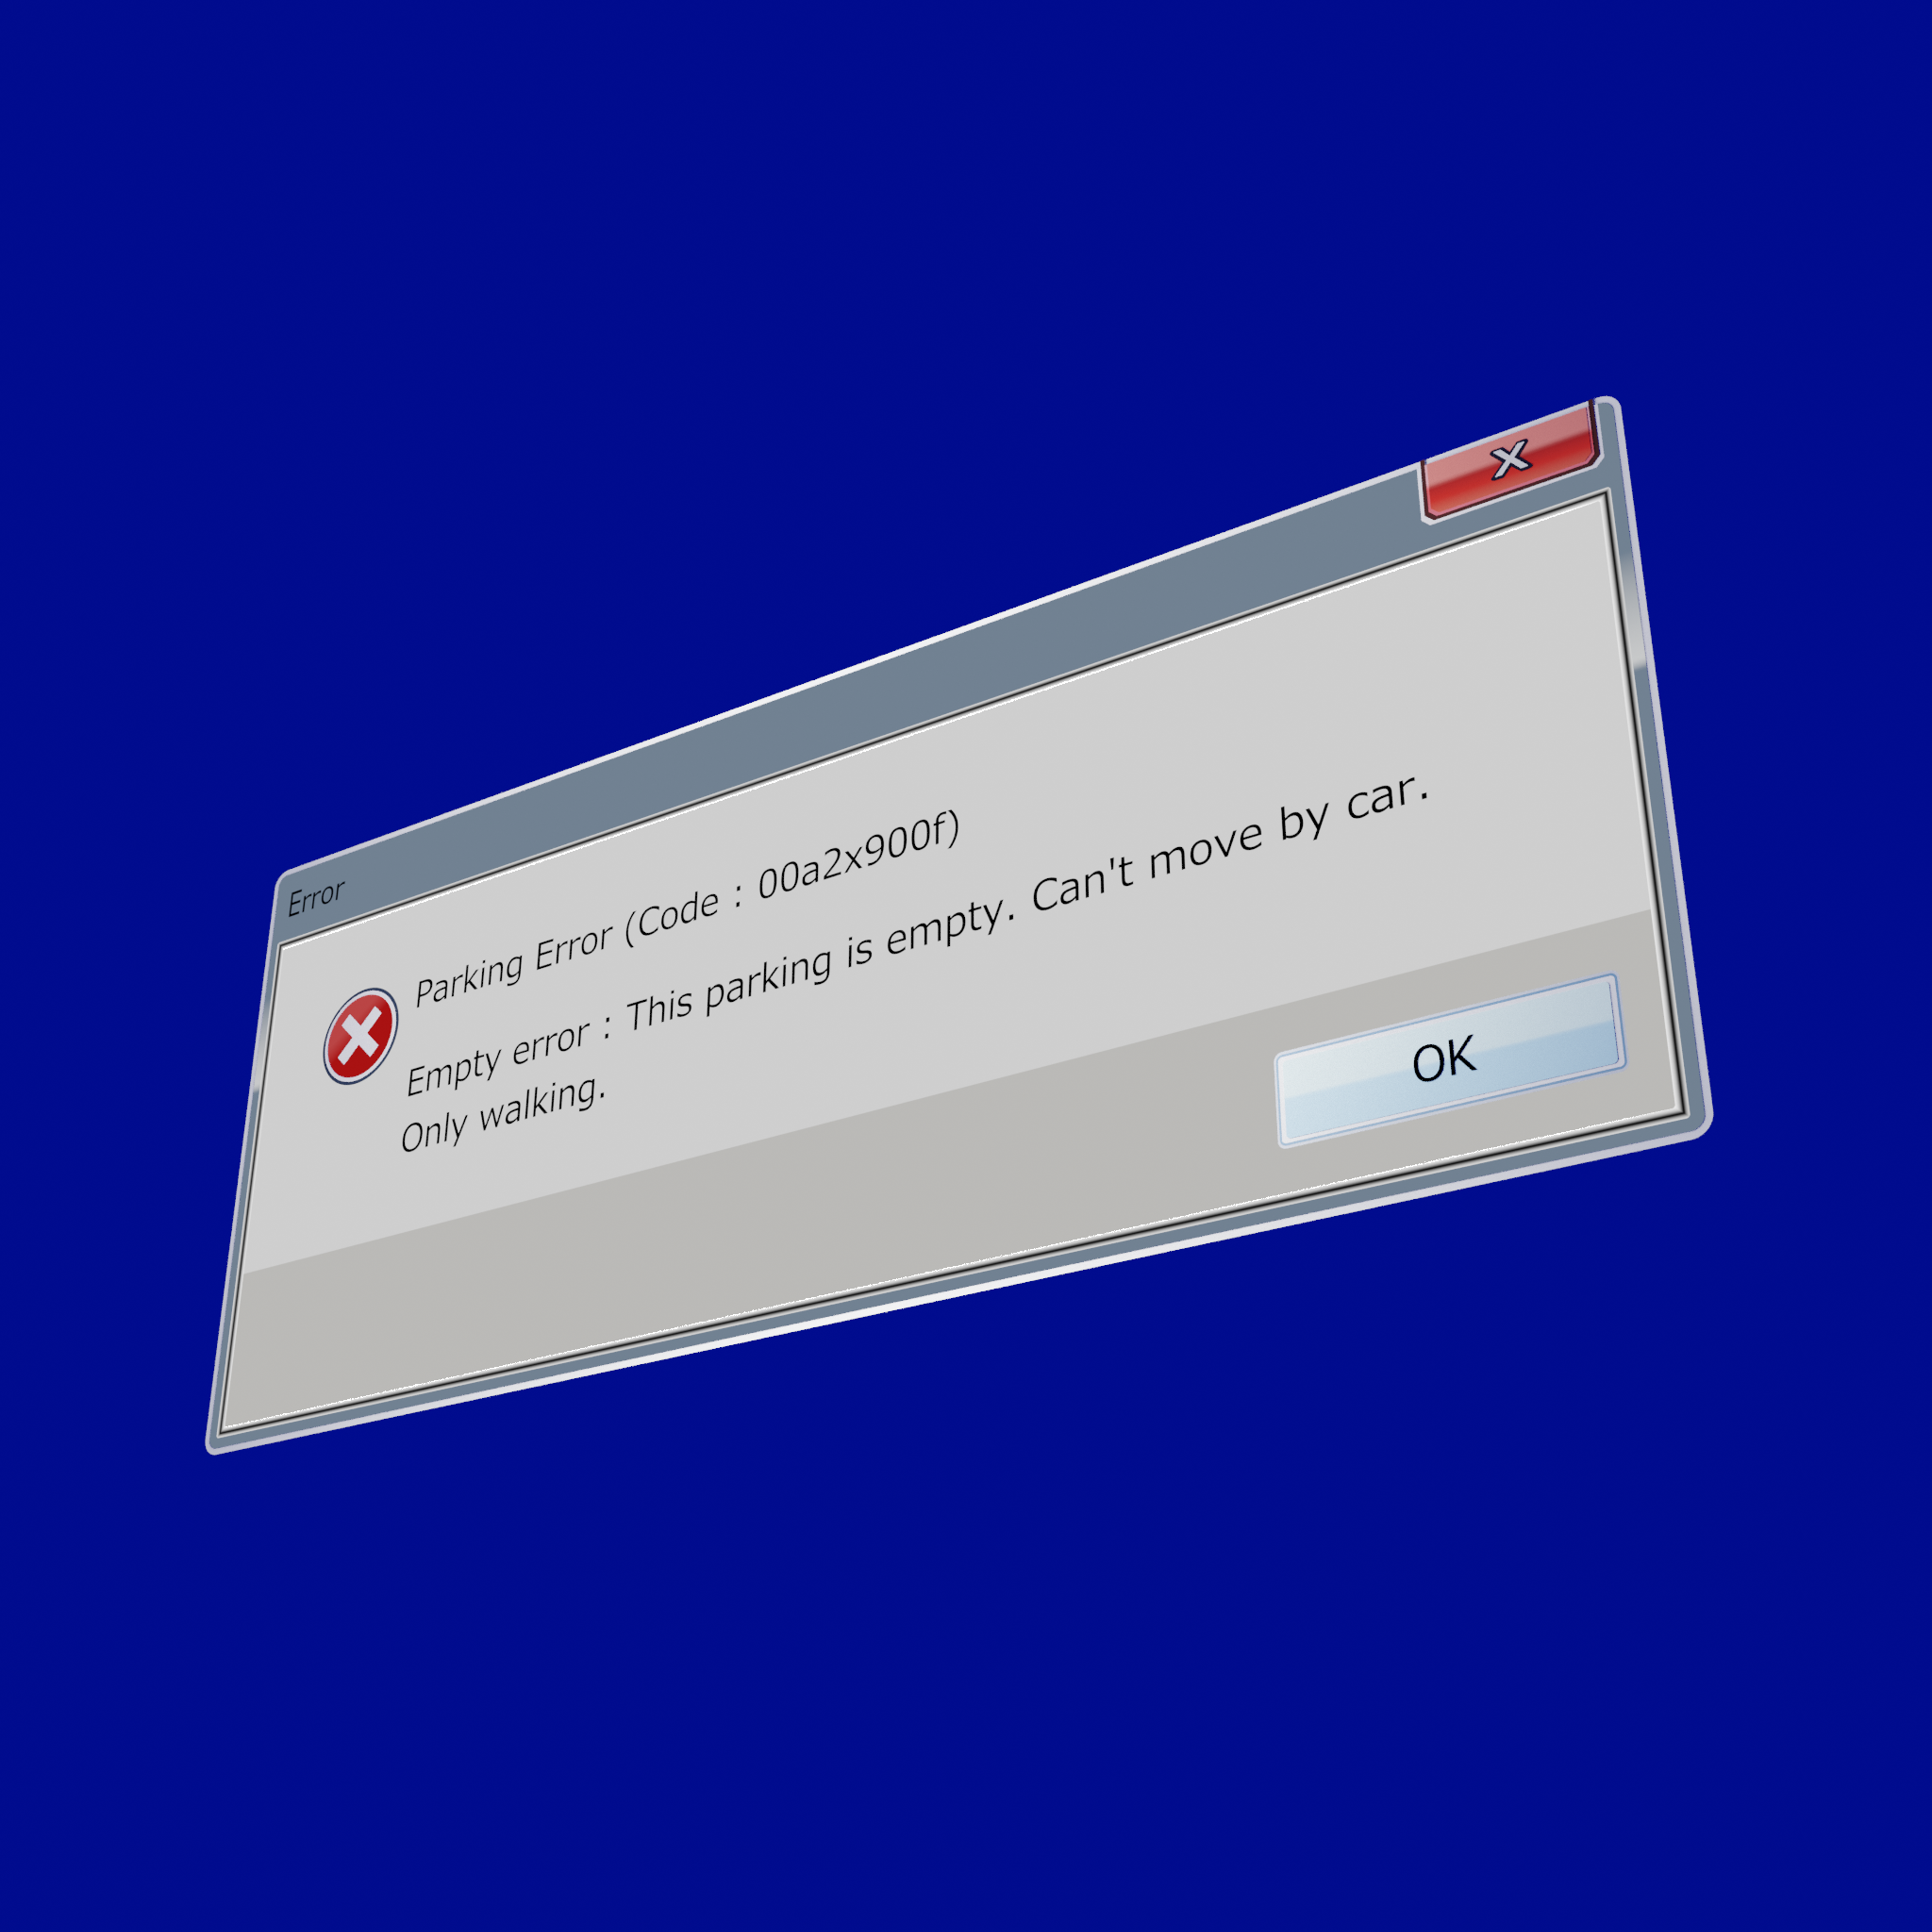 Error
Parking Error (Code : 00a2x900f)
Empty error : This parking is empty. Can't move by car.
Only walking.
OK